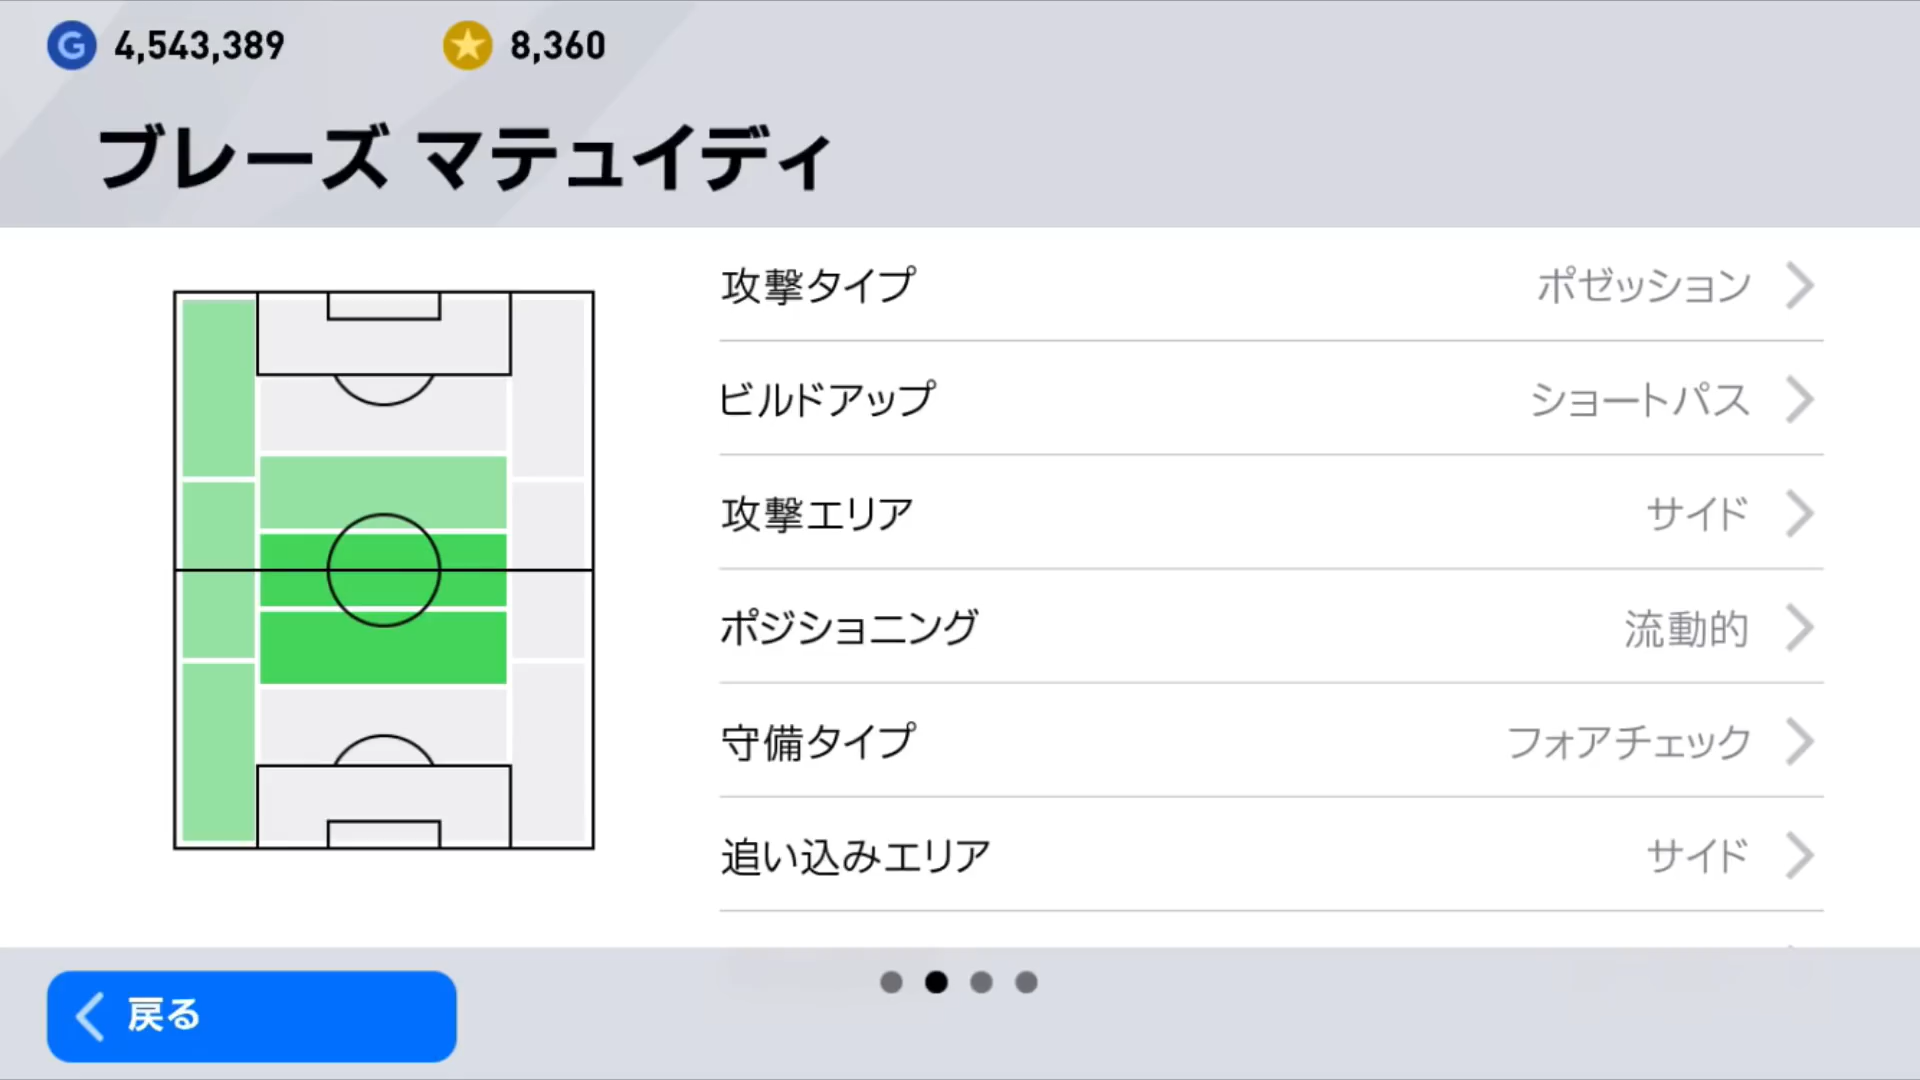 G 4,543,389 8,360
ブレーズ マテュイディ
攻撃タイプ ポゼッション
ビルドアップ ショートパス
攻撃エリア サイド
ポジショニング 流動的
守備タイプ フォアチェック
追い込みエリア サイド
戻る